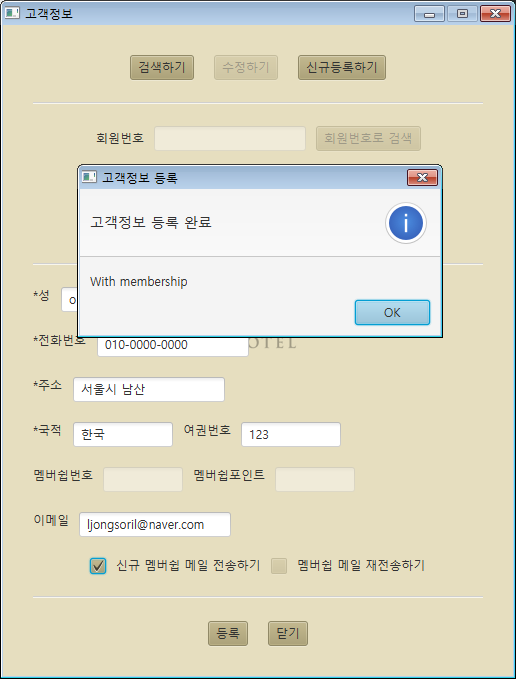 고객정보
검색하기 수정하기 신규등록하기
회원번호 회원번호로 검색
고객정보 등록
고객정보 등록 완료
With membership
OK
*성
*전화번호 010-0000-0000
*주소 서울시 남산
*국적 한국 여권번호 123
멤버쉽번호 멤버쉽포인트
이메일 ljongsoril@naver.com
신규 멤버쉽 메일 전송하기 멤버쉽 메일 재전송하기
등록 닫기